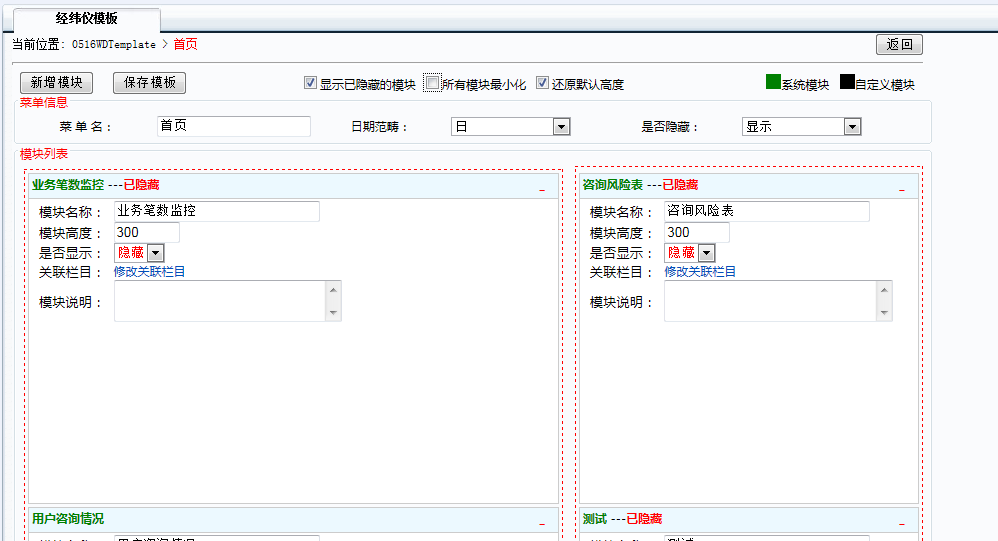 经纬仪模板
当前位置: 0516WDTemplate > 首页
返回
新增模块 保存模板 显示已隐藏的模块 所有模块最小化 还原默认高度 系统模块 自定义模块
菜单信息
菜 单 名： 首页 日期范畴： 日 是否隐藏： 显示
模块列表
业务笔数监控 ---已隐藏
模块名称： 业务笔数监控
模块高度： 300
是否显示： 隐藏
关联栏目： 修改关联栏目
模块说明：
咨询风险表 ---已隐藏
模块名称： 咨询风险表
模块高度： 300
是否显示： 隐藏
关联栏目： 修改关联栏目
模块说明：
用户咨询情况
测试 ---已隐藏